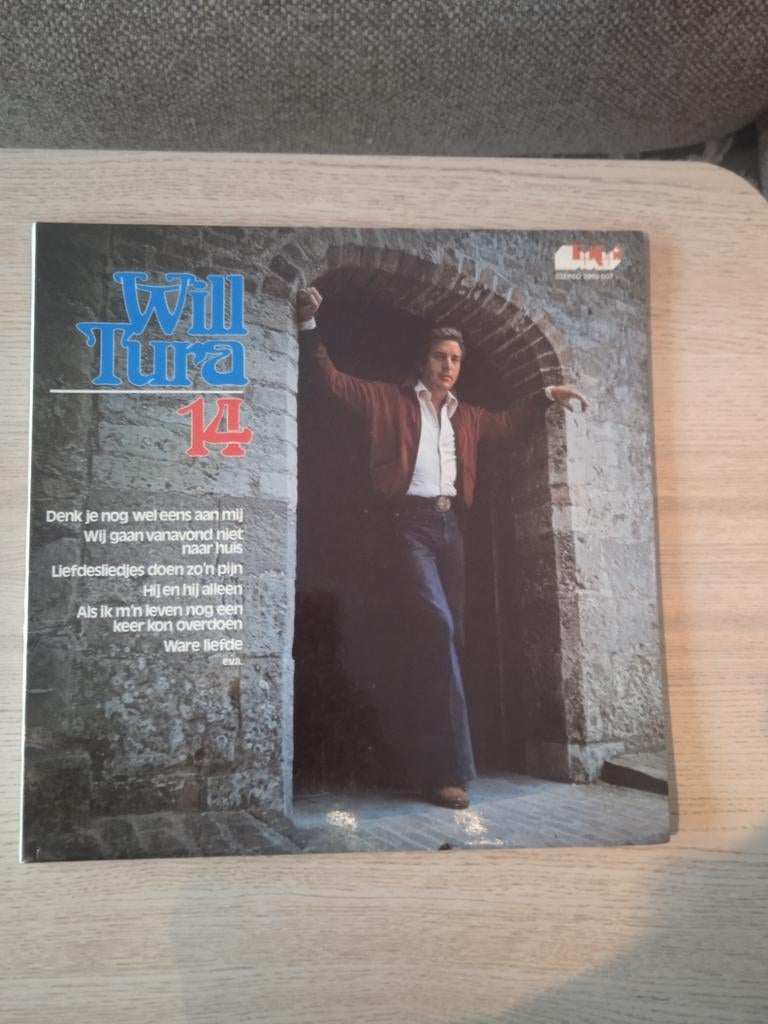 Will
Tura
14
STEREO
Denk je nog wel eens aan mij
Wij gaan vanavond niet
naar huis
Liefdesliedjes doen zo'n pijn
Hij en hij alleen
Als ik m'n leven nog een
keer kon overdoen
Ware liefde
e.v.a.